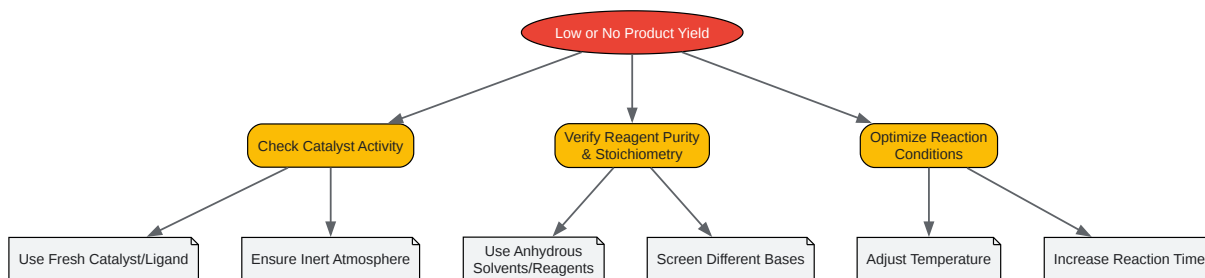 Low or No Product Yield
Check Catalyst Activity
Verify Reagent Purity
& Stoichiometry
Optimize Reaction
Conditions
Use Fresh Catalyst/Ligand
Ensure Inert Atmosphere
Use Anhydrous
Solvents/Reagents
Screen Different Bases
Adjust Temperature
Increase Reaction Time